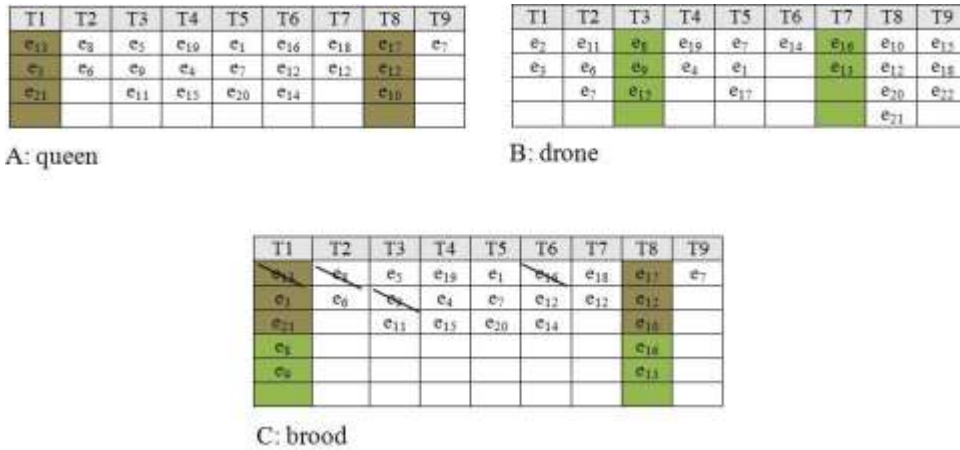 T1 T2 T3 T4 T5 T6 T7 T8 T9
e₁₃ e₈ e₅ e₁₉ e₁ e₁₆ e₁₈ e₁₇ e₇
e₃ e₆ e₉ e₄ e₇ e₁₂ e₁₂ e₁₂
e₂₁ e₁₁ e₁₅ e₂₀ e₁₄ e₁₀
A: queen
T1 T2 T3 T4 T5 T6 T7 T8 T9
e₂ e₁₁ e₈ e₁₉ e₇ e₁₄ e₁₆ e₁₀ e₁₅
e₃ e₆ e₉ e₄ e₁ e₁₃ e₁₂ e₁₈
e₇ e₁₇ e₂₀ e₂₂
e₂₁
B: drone
T1 T2 T3 T4 T5 T6 T7 T8 T9
e₁₃ e₈ e₅ e₁₉ e₁ e₁₆ e₁₈ e₁₇ e₇
e₃ e₆ e₉ e₄ e₇ e₁₂ e₁₂ e₁₂
e₂₁ e₁₁ e₁₅ e₂₀ e₁₄ e₁₀
e₈ e₁₆
e₉ e₁₃
C: brood